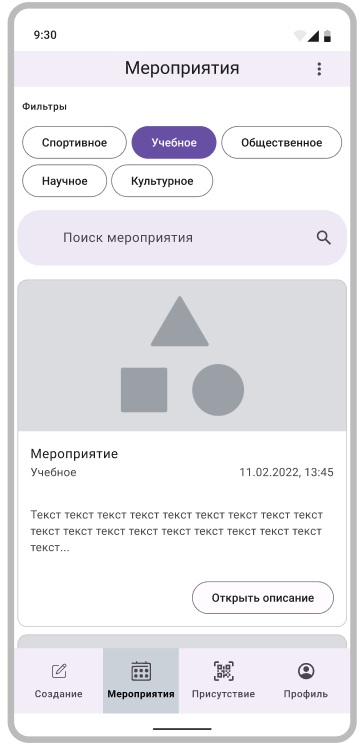 9:30
Мероприятия
Фильтры
Спортивное Учебное Общественное
Научное Культурное
Поиск мероприятия
Мероприятие
Учебное 11.02.2022, 13:45
Текст текст текст текст текст текст текст текст текст
текст текст текст текст текст текст текст текст текст
текст...
Открыть описание
Создание Мероприятия Присутствие Профиль